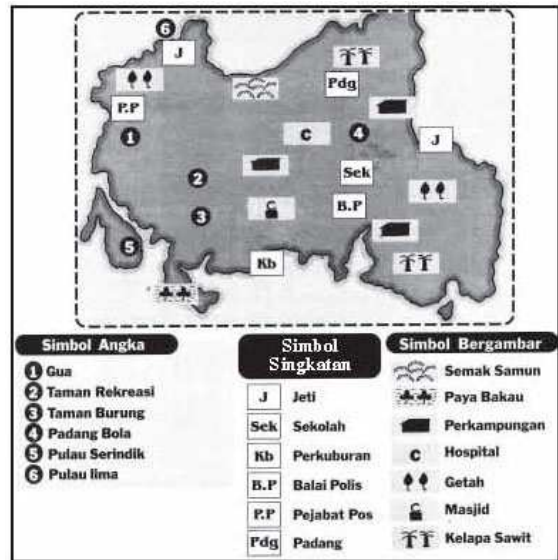 6
J
Pdg
P.P
1
C
4
J
2
Sek
3
B.P
5
Kb
Simbol Angka
1 Gua
2 Taman Rekreasi
3 Taman Burung
4 Padang Bola
5 Pulau Serindik
6 Pulau lima
Simbol
Singkatan
J Jeti
Sek Sekolah
Kb Perkuburan
B.P Balai Polis
P.P Pejabat Pos
Pdg Padang
Simbol Bergambar
Semak Samun
Paya Bakau
Perkampungan
C Hospital
Getah
Masjid
Kelapa Sawit